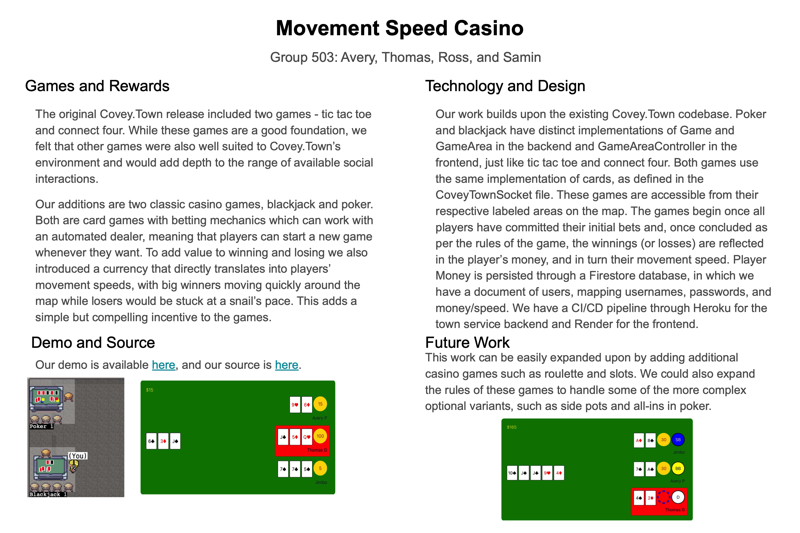 Movement Speed Casino
Group 503: Avery, Thomas, Ross, and Samin
Games and Rewards
The original Covey.Town release included two games - tic tac toe
and connect four. While these games are a good foundation, we
felt that other games were also well suited to Covey.Town's
environment and would add depth to the range of available social
interactions.
Our additions are two classic casino games, blackjack and poker.
Both are card games with betting mechanics which can work with
an automated dealer, meaning that players can start a new game
whenever they want. To add value to winning and losing we also
introduced a currency that directly translates into players'
movement speeds, with big winners moving quickly around the
map while losers would be stuck at a snail's pace. This adds a
simple but compelling incentive to the games.
Demo and Source
Our demo is available here, and our source is here.
Poker 1
(You)
Blackjack 1
Technology and Design
Our work builds upon the existing Covey.Town codebase. Poker
and blackjack have distinct implementations of Game and
GameArea in the backend and GameAreaController in the
frontend, just like tic tac toe and connect four. Both games use
the same implementation of cards, as defined in the
CoveyTownSocket file. These games are accessible from their
respective labeled areas on the map. The games begin once all
players have committed their initial bets and, once concluded as
per the rules of the game, the winnings (or losses) are reflected
in the player's money, and in turn their movement speed. Player
Money is persisted through a Firestore database, in which we
have a document of users, mapping usernames, passwords, and
money/speed. We have a CI/CD pipeline through Heroku for the
town service backend and Render for the frontend.
Future Work
This work can be easily expanded upon by adding additional
casino games such as roulette and slots. We could also expand
the rules of these games to handle some of the more complex
optional variants, such as side pots and all-ins in poker.